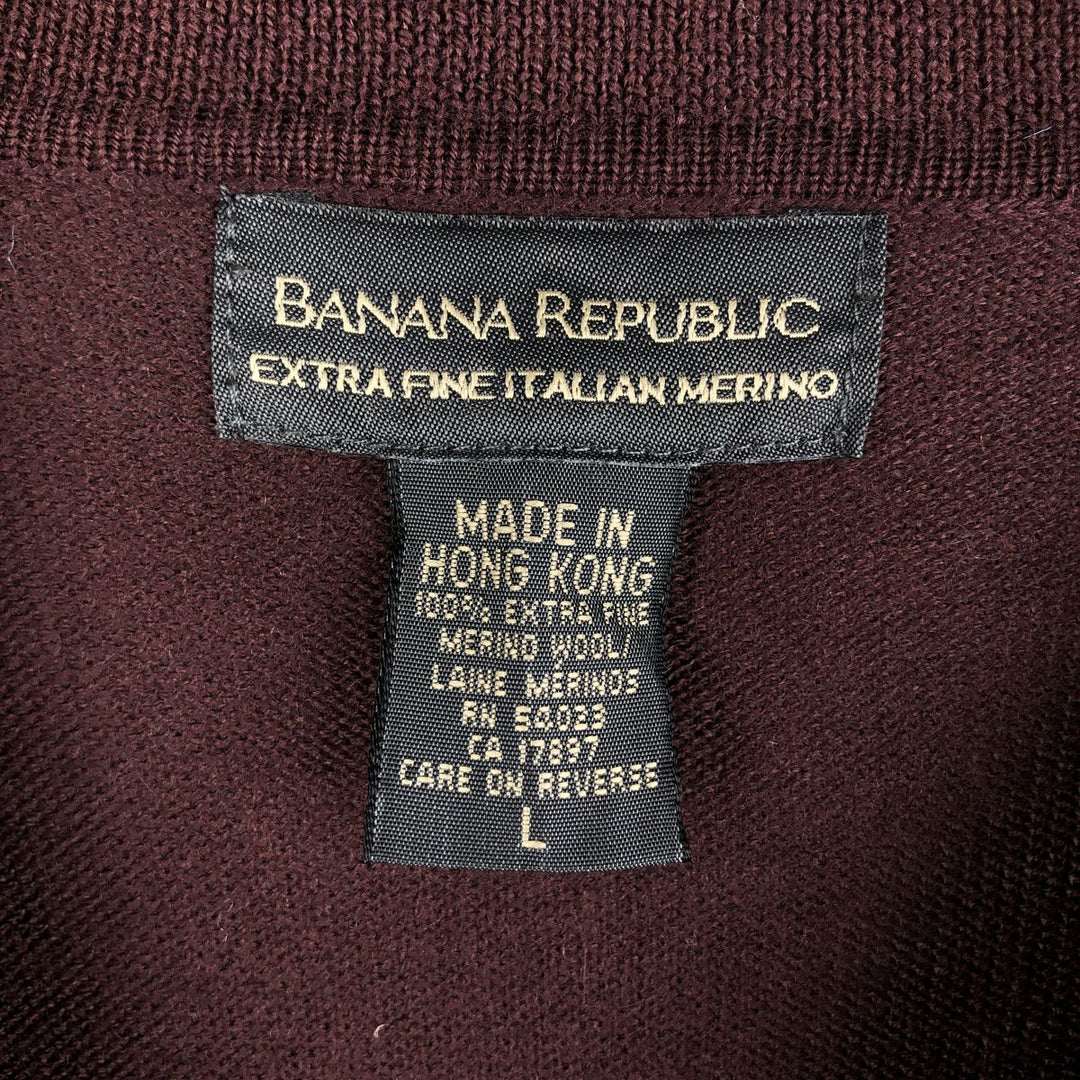 BANANA REPUBLIC
EXTRA FINE ITALIAN MERINO
MADE IN
HONG KONG
100% EXTRA FINE
MERINO WOOL/
LAINE MERINOS
RN 50023
CA 17897
CARE ON REVERSE
L